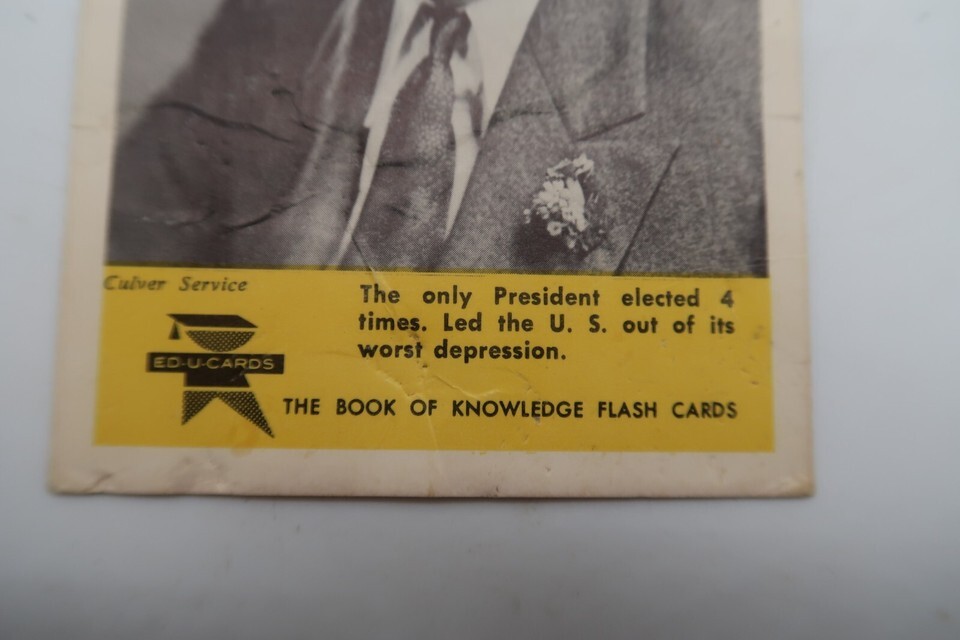 Culver Service
The only President elected 4
times. Led the U. S. out of its
worst depression.
ED-U-CARDS
THE BOOK OF KNOWLEDGE FLASH CARDS